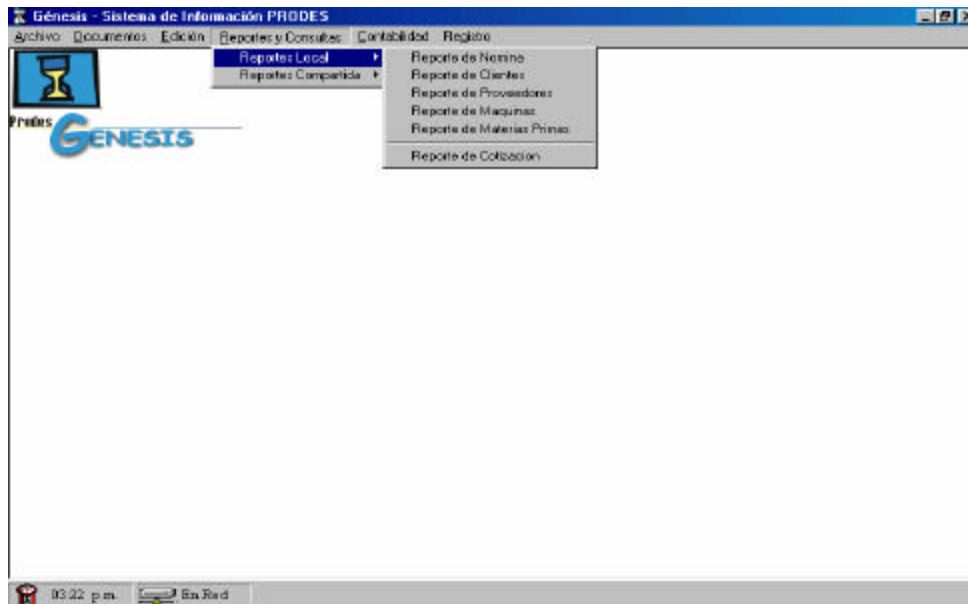 Génesis - Sistema de Información PRODES
Archivo Documentos Edición Reportes y Consultas Contabilidad Registro
Reportes Local
Reportes Compartida
Reporte de Nomina
Reporte de Clientes
Reporte de Proveedores
Reporte de Maquinas
Reporte de Materias Primas
Reporte de Cotizacion
Prodes
GENESIS
03:22 p.m. En Red